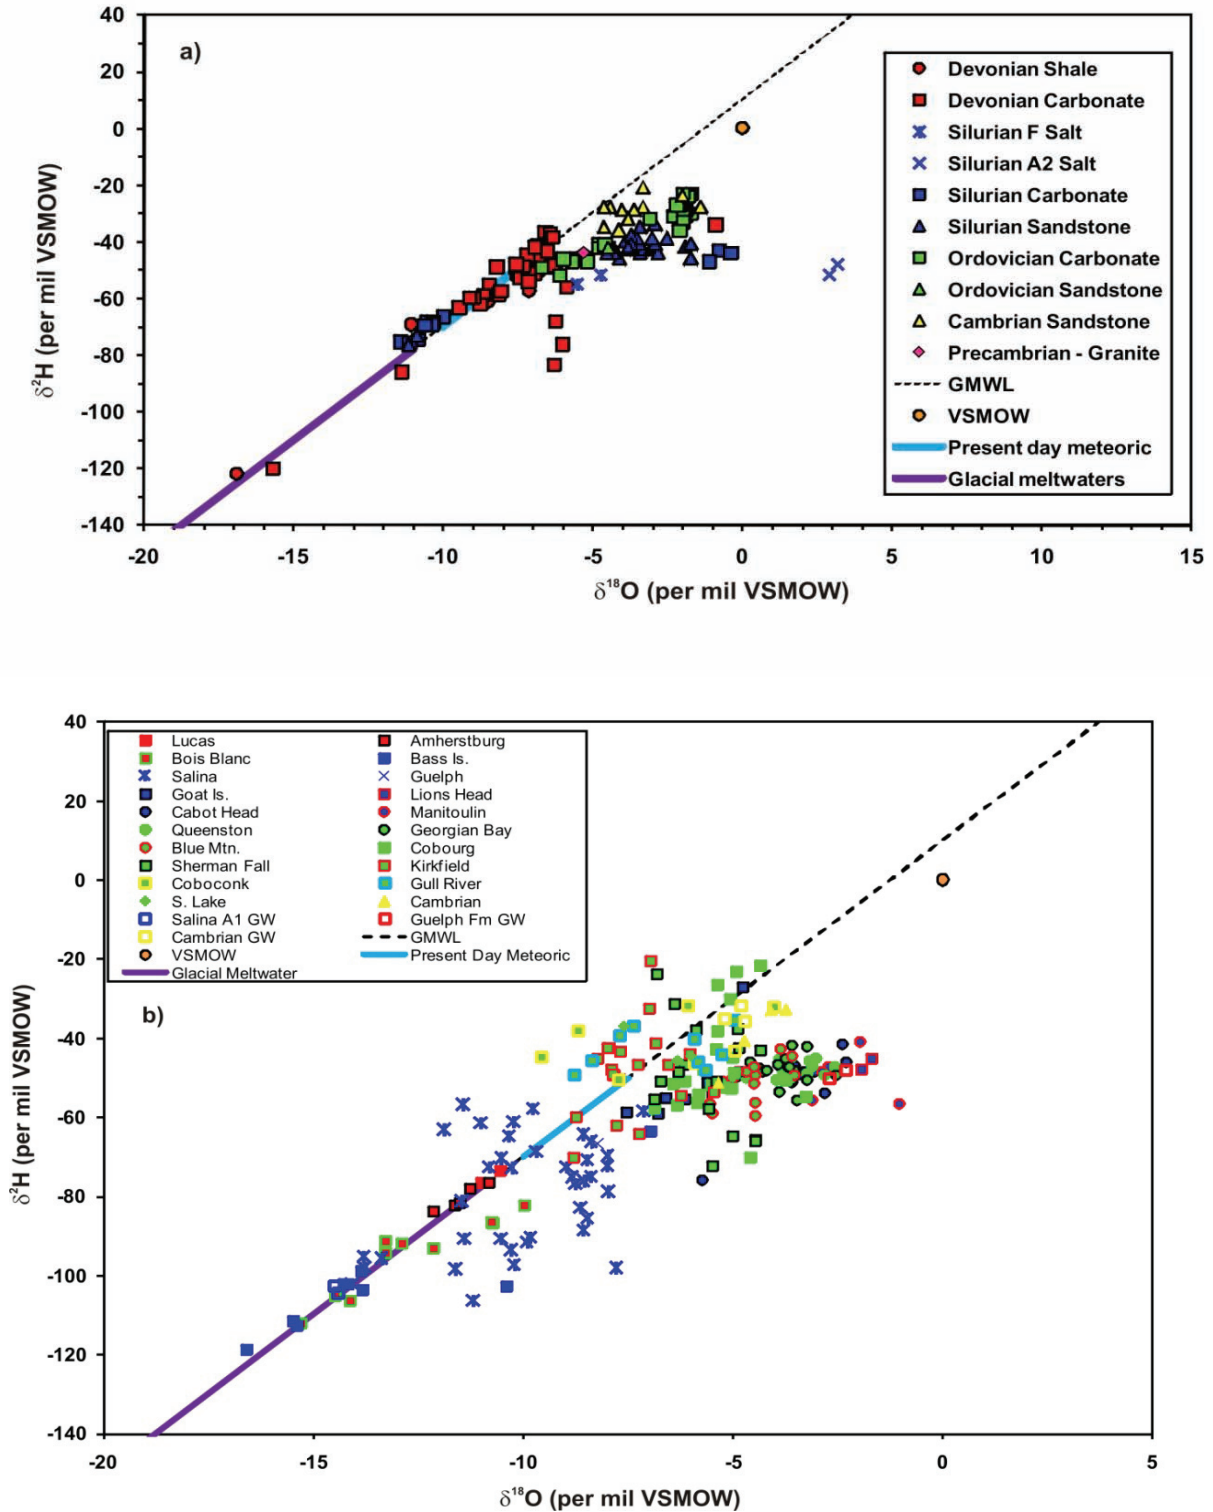 a)
40
20
0
-20
-40
-60
-80
-100
-120
-140
δ²H (per mil VSMOW)
Devonian Shale
Devonian Carbonate
Silurian F Salt
Silurian A2 Salt
Silurian Carbonate
Silurian Sandstone
Ordovician Carbonate
Ordovician Sandstone
Cambrian Sandstone
Precambrian - Granite
GMWL
VSMOW
Present day meteoric
Glacial meltwaters
-20 -15 -10 -5 0 5 10 15
δ¹⁸O (per mil VSMOW)
40
20
0
-20
-40
-60
-80
-100
-120
-140
δ²H (per mil VSMOW)
Lucas Amherstburg
Bois Blanc Bass Is.
Salina Guelph
Goat Is. Lions Head
Cabot Head Manitoulin
Queenston Georgian Bay
Blue Mtn. Cobourg
Sherman Fall Kirkfield
Coboconk Gull River
S. Lake Cambrian
Salina A1 GW Guelph Fm GW
Cambrian GW GMWL
VSMOW Present Day Meteoric
Glacial Meltwater
b)
-20 -15 -10 -5 0 5
δ¹⁸O (per mil VSMOW)